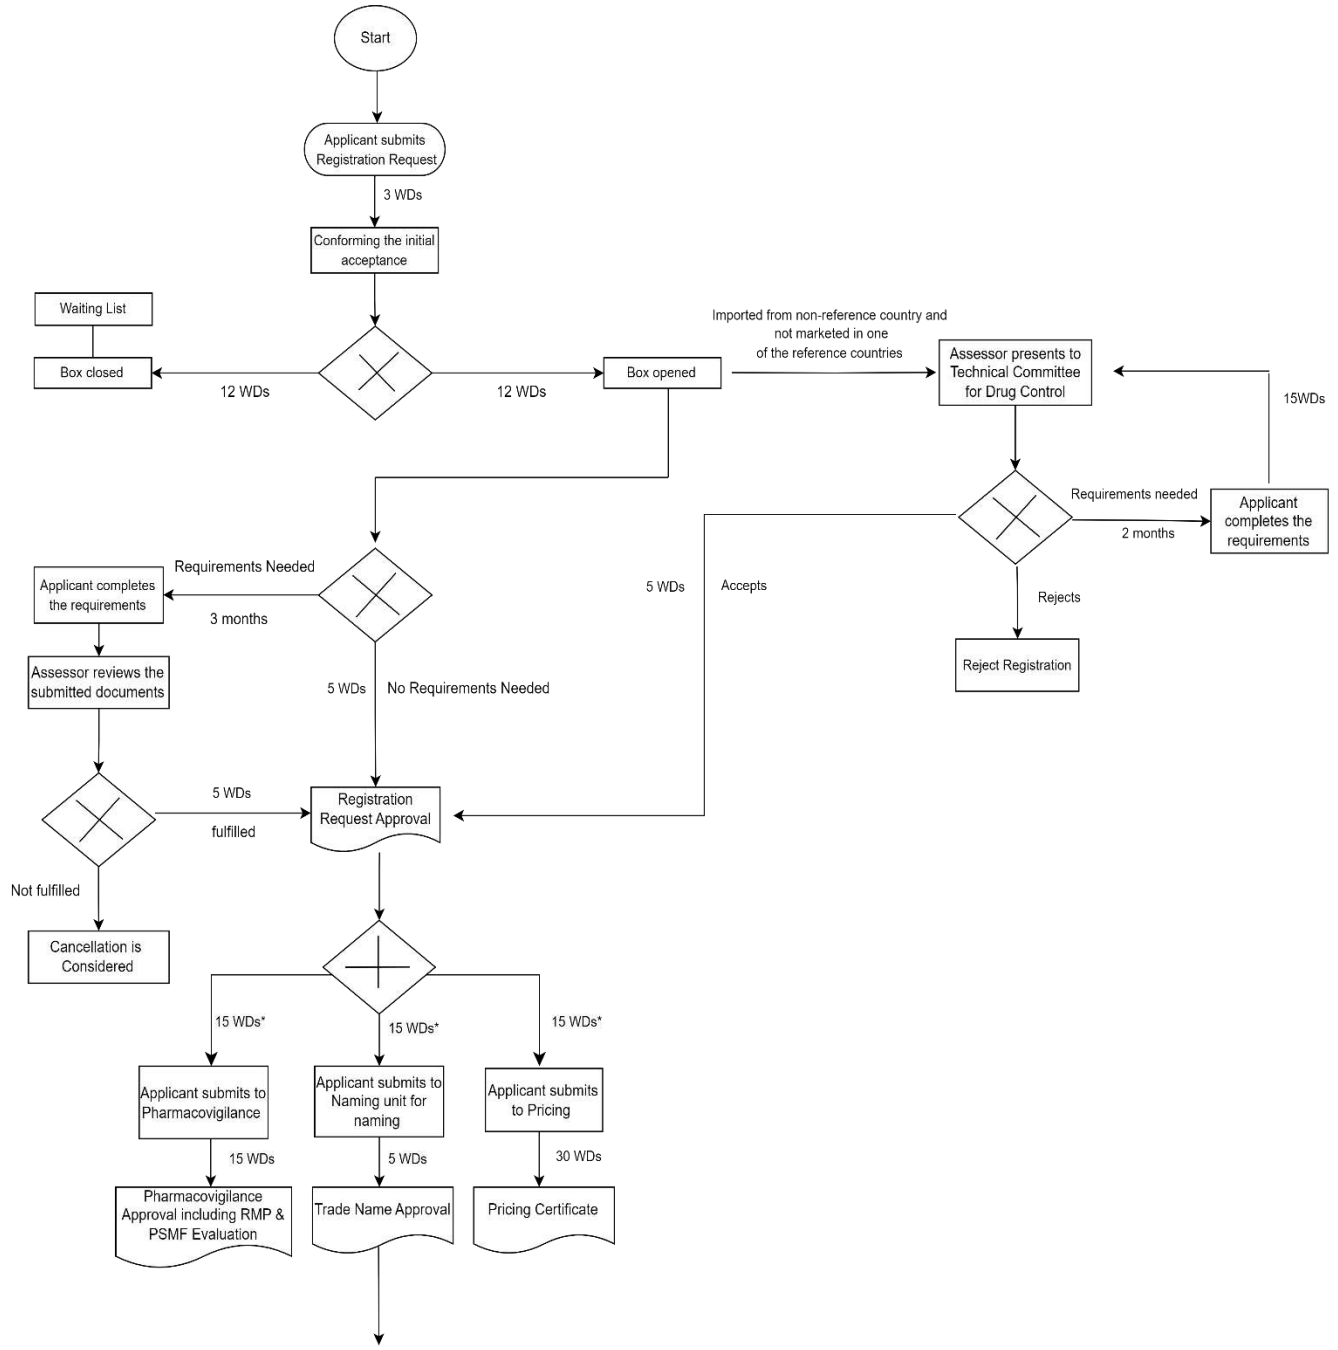 Start
Applicant submits
Registration Request
3 WDs
Conforming the initial
acceptance
Waiting List
Box closed
12 WDs
12 WDs
Box opened
Imported from non-reference country and
not marketed in one
of the reference countries
Assessor presents to
Technical Committee
for Drug Control
15WDs
Requirements needed
2 months
Applicant
completes the
requirements
5 WDs
Accepts
Rejects
Reject Registration
Requirements Needed
3 months
Applicant completes
the requirements
Assessor reviews the
submitted documents
5 WDs
No Requirements Needed
5 WDs
fulfilled
Registration
Request Approval
Not fulfilled
Cancellation is
Considered
15 WDs*
15 WDs*
15 WDs*
Applicant submits to
Pharmacovigilance
Applicant submits to
Naming unit for
naming
Applicant submits
to Pricing
15 WDs
5 WDs
30 WDs
Pharmacovigilance
Approval including RMP &
PSMF Evaluation
Trade Name Approval
Pricing Certificate